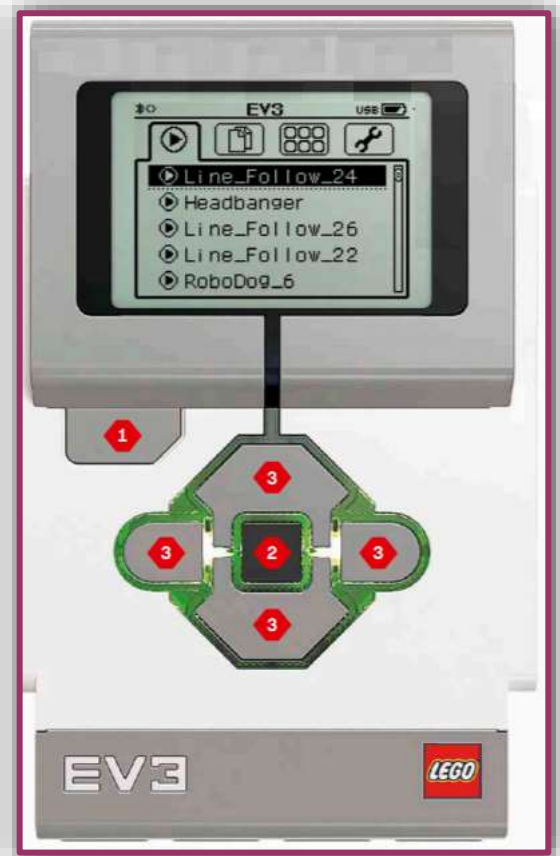 EV3 USB
Line_Follow_24
Headbanger
Line_Follow_26
Line_Follow_22
RoboDog_6
1
3
3 2 3
3
EV3 LEGO